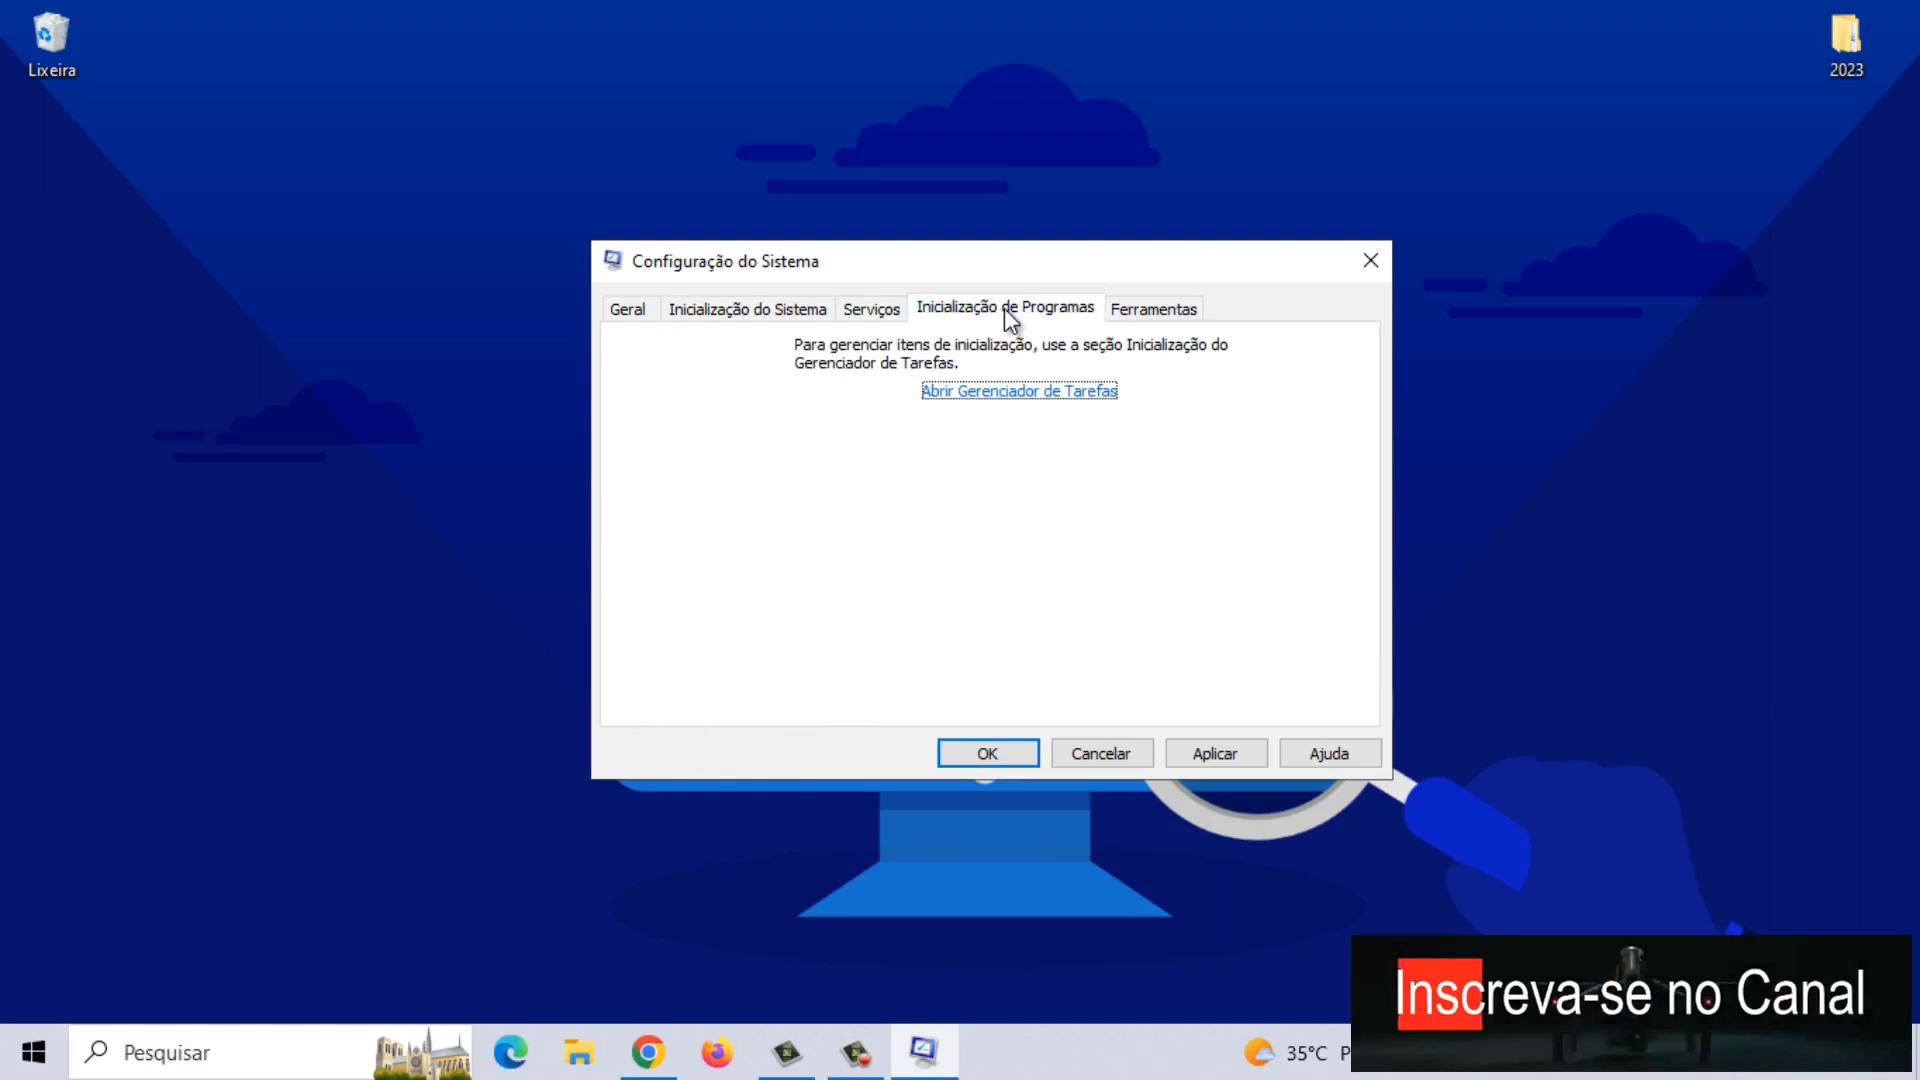 Lixeira
2023
Configuração do Sistema
Geral
Inicialização do Sistema
Serviços
Inicialização de Programas
Ferramentas
Para gerenciar itens de inicialização, use a seção Inicialização do
Gerenciador de Tarefas.
Abrir Gerenciador de Tarefas
OK
Cancelar
Aplicar
Ajuda
Inscreva-se no Canal
Pesquisar
35°C P